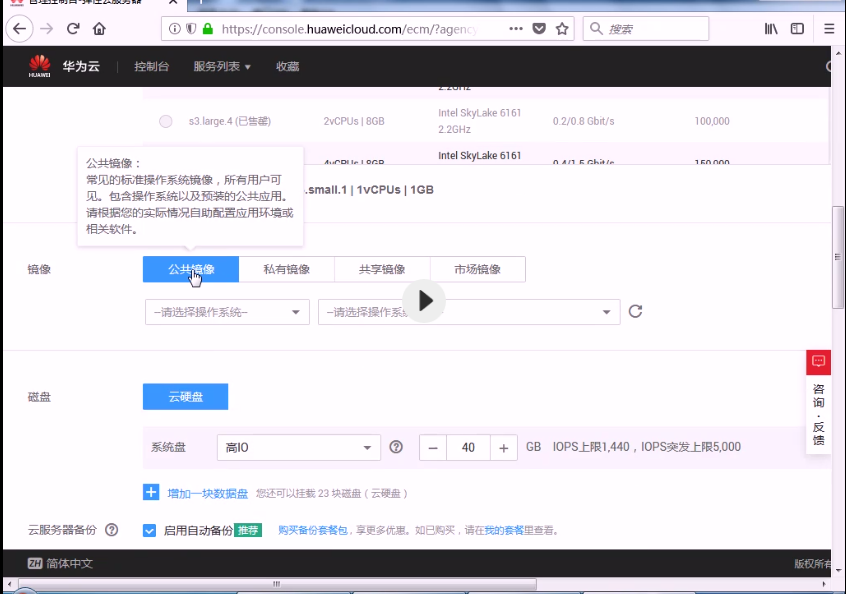 https://console.huaweicloud.com/ecm/?agency
搜索
HUAWEI
华为云
控制台
服务列表
收藏
2.2GHz
s3.large.4 (已售罄)
2vCPUs | 8GB
Intel SkyLake 6161
2.2GHz
0.2/0.8 Gbit/s
100,000
4vCPUs | 8GB
Intel SkyLake 6161
0.4/1.5 Gbit/s
150,000
公共镜像：
常见的标准操作系统镜像，所有用户可
见。包含操作系统以及预装的公共应用。
请根据您的实际情况自助配置应用环境或
相关软件。
.small.1 | 1vCPUs | 1GB
镜像
公共镜像
私有镜像
共享镜像
市场镜像
--请选择操作系统--
--请选择操作系
磁盘
云硬盘
系统盘
高IO
40
GB
IOPS上限1,440，IOPS突发上限5,000
增加一块数据盘
您还可以挂载 23 块磁盘（云硬盘）
云服务器备份
启用自动备份
推荐
购买备份套餐包，享更多优惠。如已购买，请在我的套餐里查看。
咨询·反馈
ZH 简体中文
版权所有